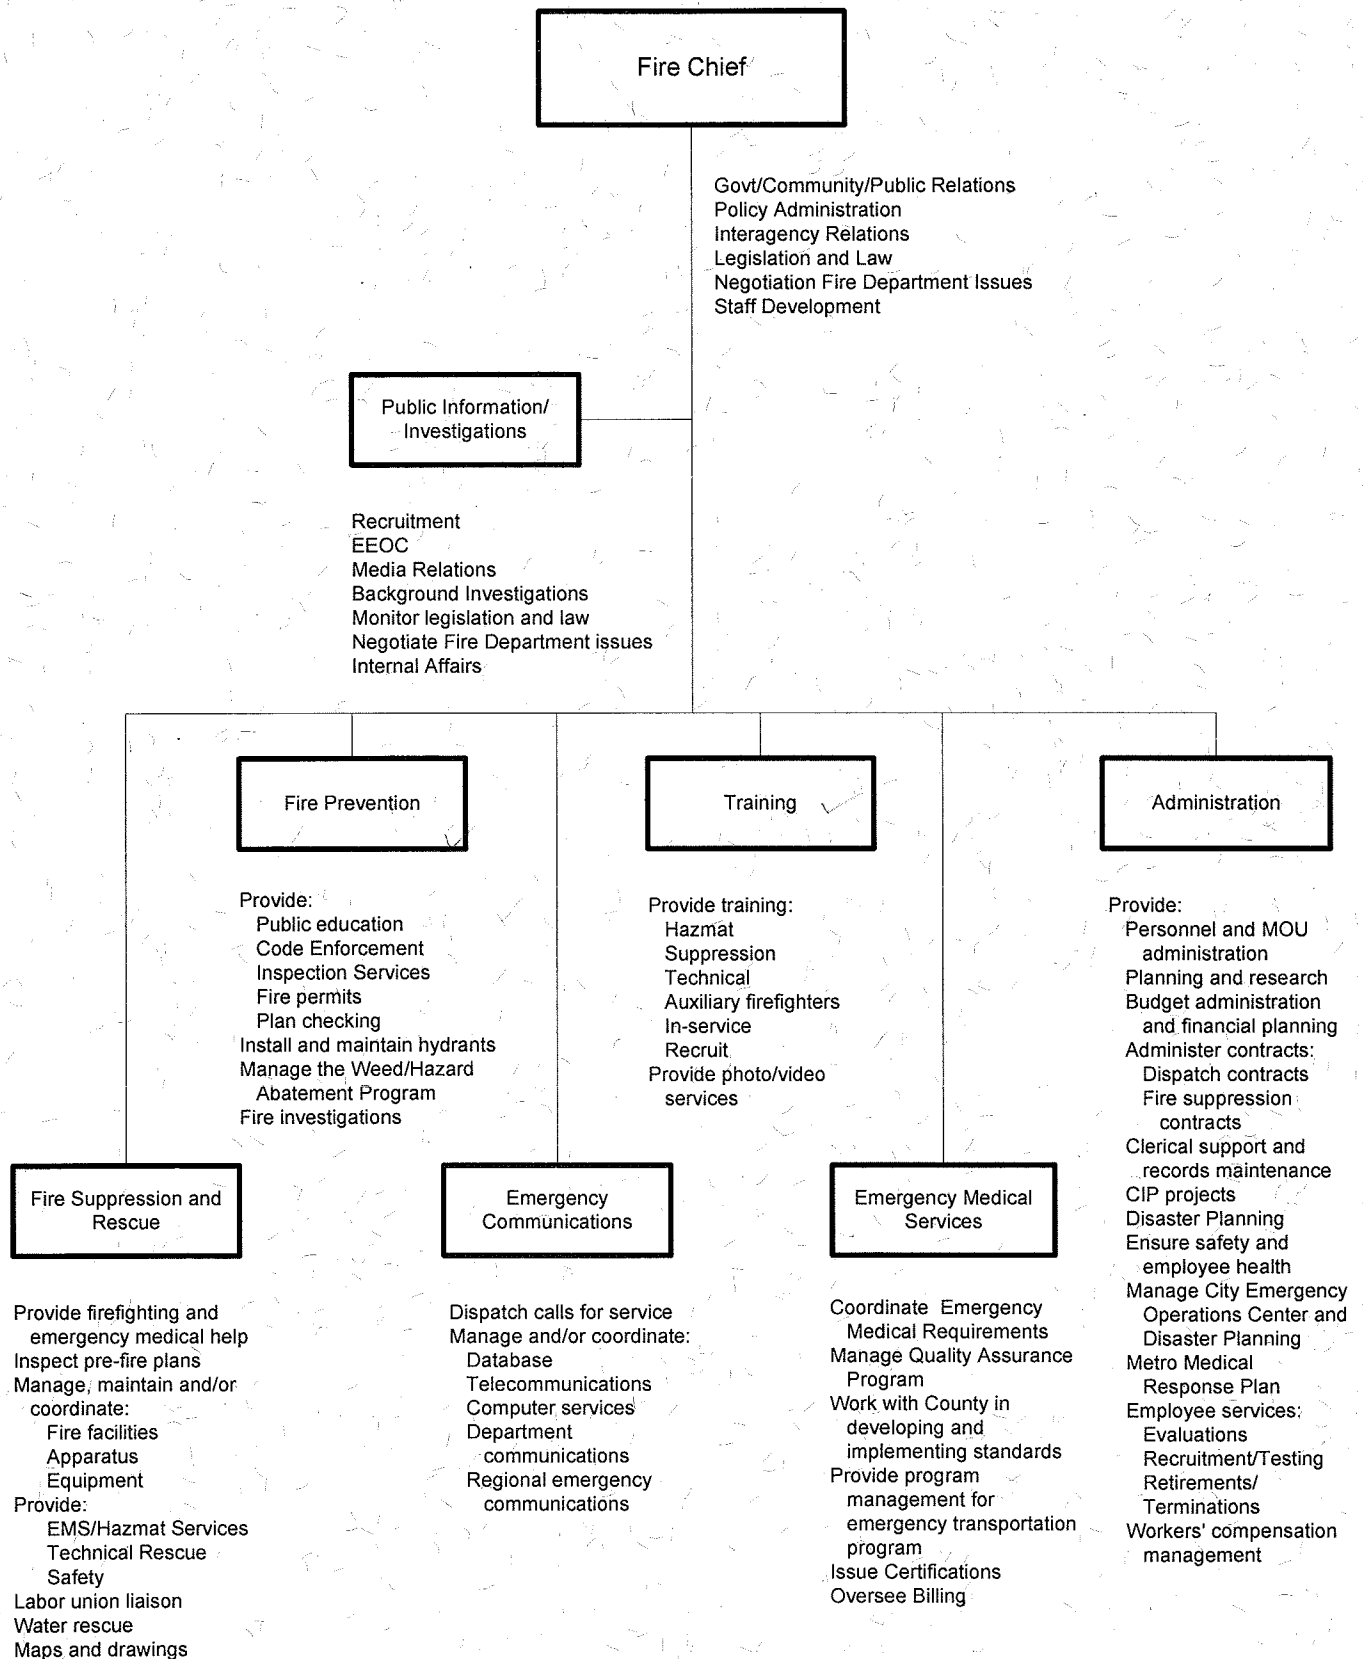 Fire Chief
Govt/Community/Public Relations
Policy Administration
Interagency Relations
Legislation and Law
Negotiation Fire Department Issues
Staff Development
Public Information/
Investigations
Recruitment
EEOC
Media Relations
Background Investigations
Monitor legislation and law
Negotiate Fire Department issues
Internal Affairs
Fire Prevention
Provide:
Public education
Code Enforcement
Inspection Services
Fire permits
Plan checking
Install and maintain hydrants
Manage the Weed/Hazard
Abatement Program
Fire investigations
Training
Provide training:
Hazmat
Suppression
Technical
Auxiliary firefighters
In-service
Recruit
Provide photo/video
services
Administration
Provide:
Personnel and MOU
administration
Planning and research
Budget administration
and financial planning
Administer contracts:
Dispatch contracts
Fire suppression
contracts
Clerical support and
records maintenance
CIP projects
Disaster Planning
Ensure safety and
employee health
Manage City Emergency
Operations Center and
Disaster Planning
Metro Medical
Response Plan
Employee services:
Evaluations
Recruitment/Testing
Retirements/
Terminations
Workers' compensation
management
Fire Suppression and
Rescue
Provide firefighting and
emergency medical help
Inspect pre-fire plans
Manage, maintain and/or
coordinate:
Fire facilities
Apparatus
Equipment
Provide:
EMS/Hazmat Services
Technical Rescue
Safety
Labor union liaison
Water rescue
Maps and drawings
Emergency
Communications
Dispatch calls for service
Manage and/or coordinate:
Database
Telecommunications
Computer services
Department
communications
Regional emergency
communications
Emergency Medical
Services
Coordinate Emergency
Medical Requirements
Manage Quality Assurance
Program
Work with County in
developing and
implementing standards
Provide program
management for
emergency transportation
program
Issue Certifications
Oversee Billing